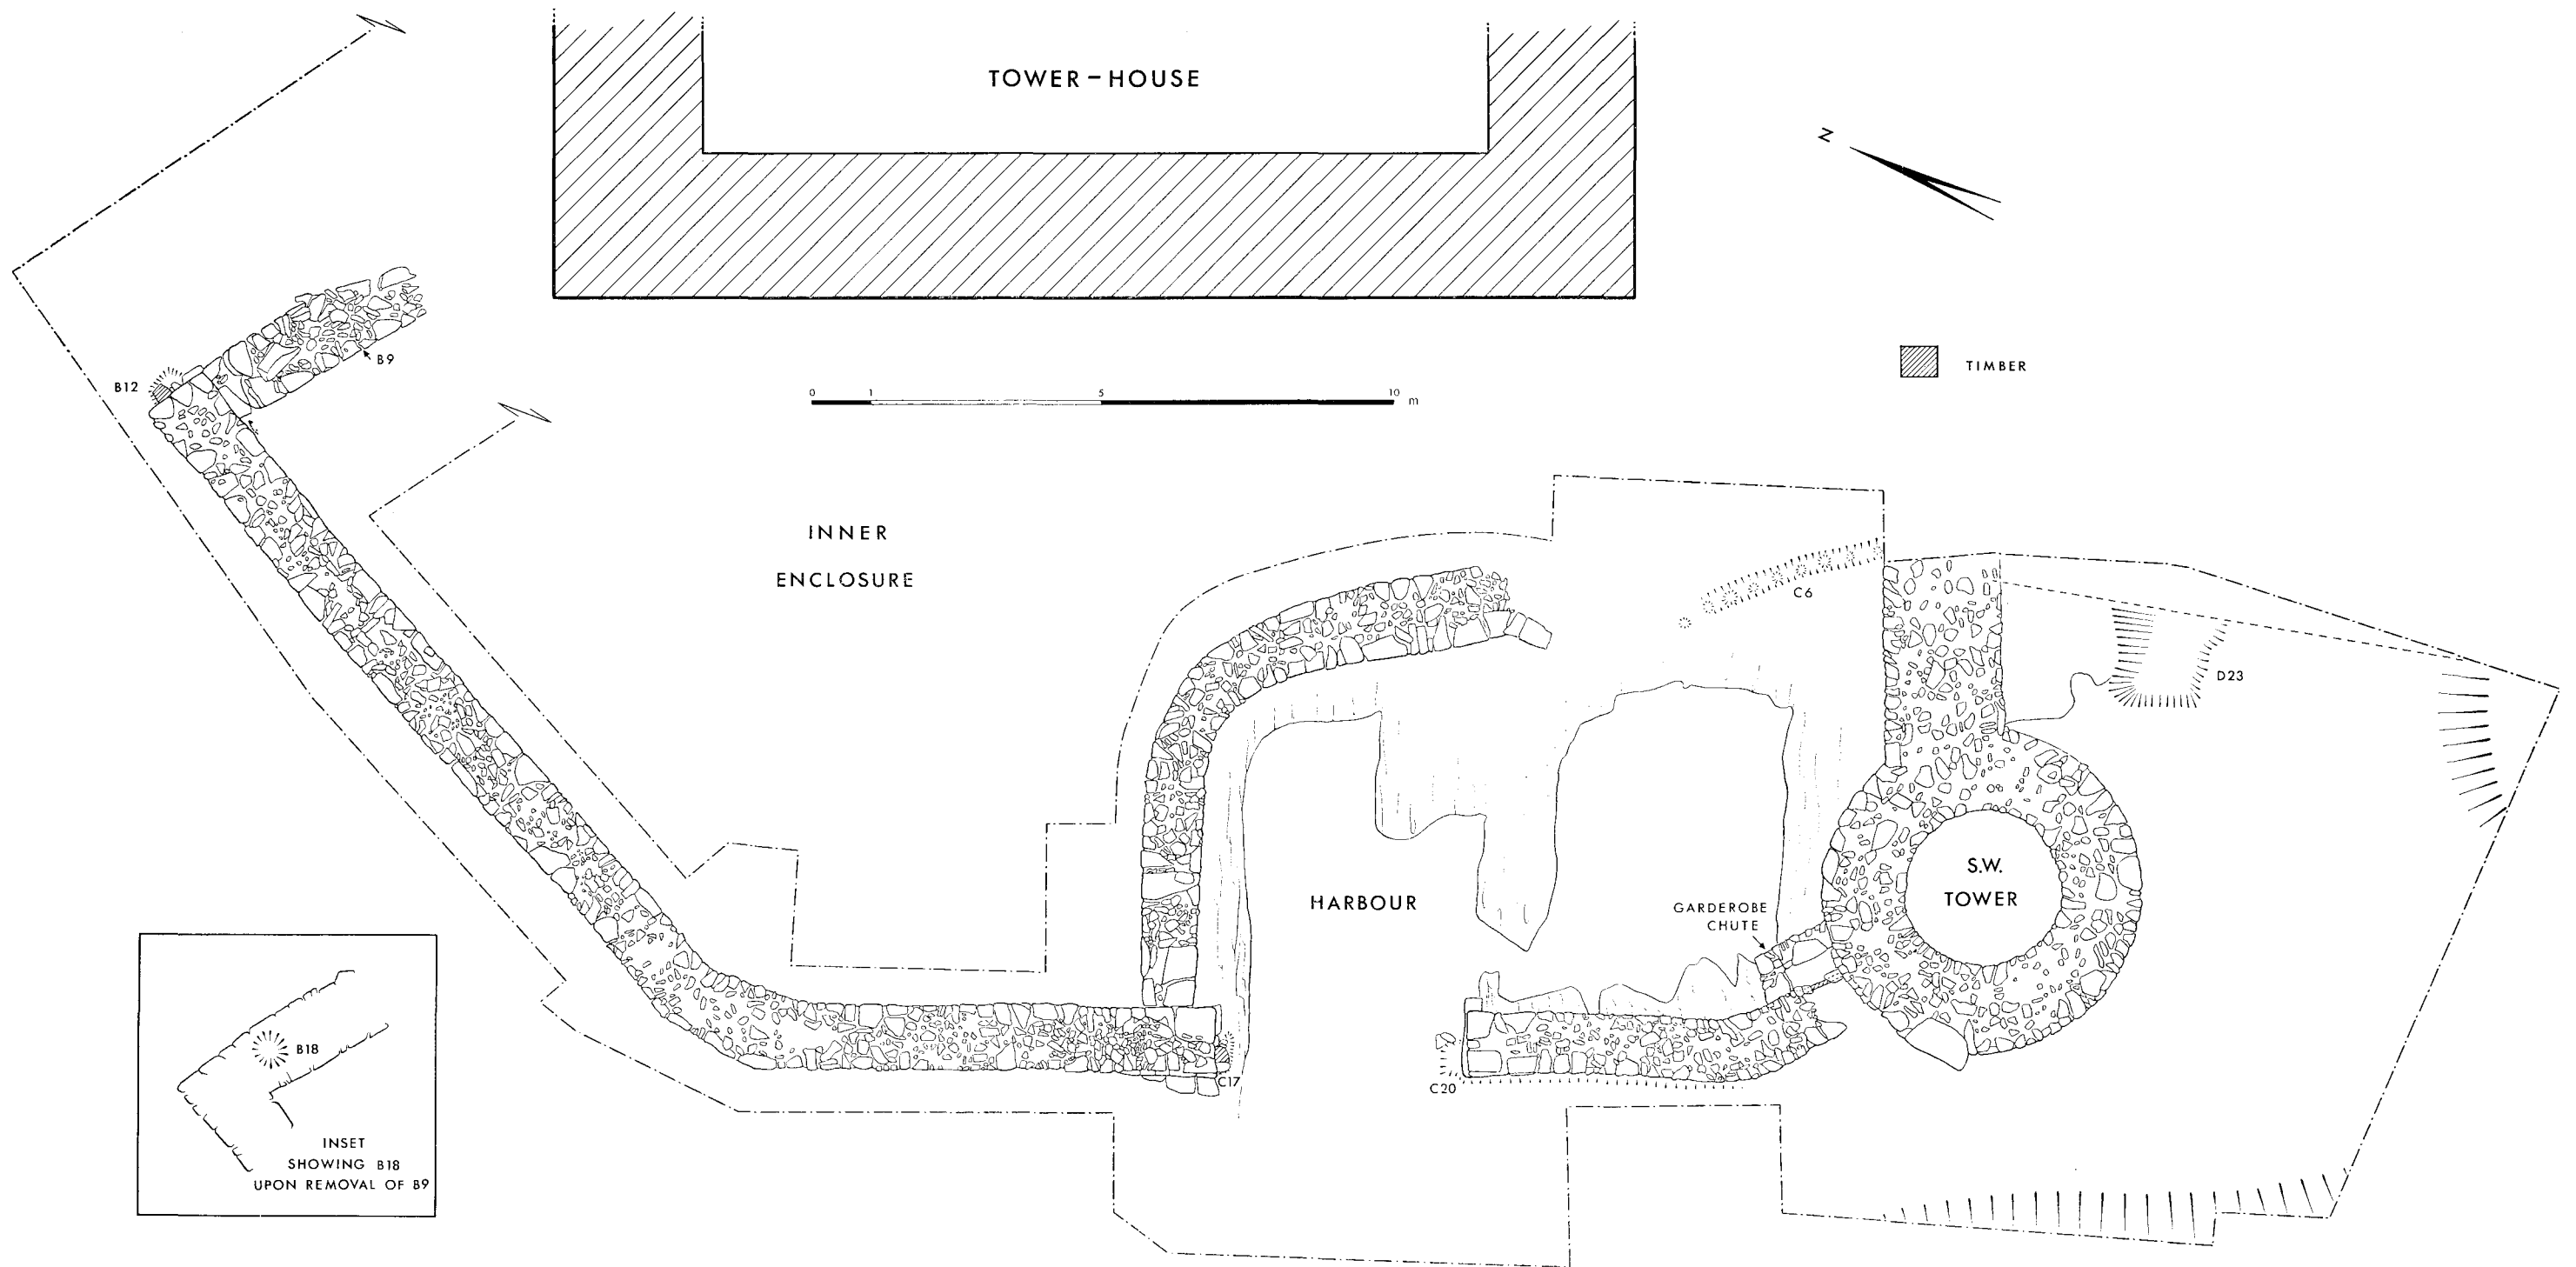 TOWER-HOUSE
N
B9
B12
TIMBER
0 1 5 10 m
INNER
ENCLOSURE
C6
D23
S.W.
TOWER
HARBOUR
GARDEROBE
CHUTE
C17
C20
B18
INSET
SHOWING B18
UPON REMOVAL OF B9